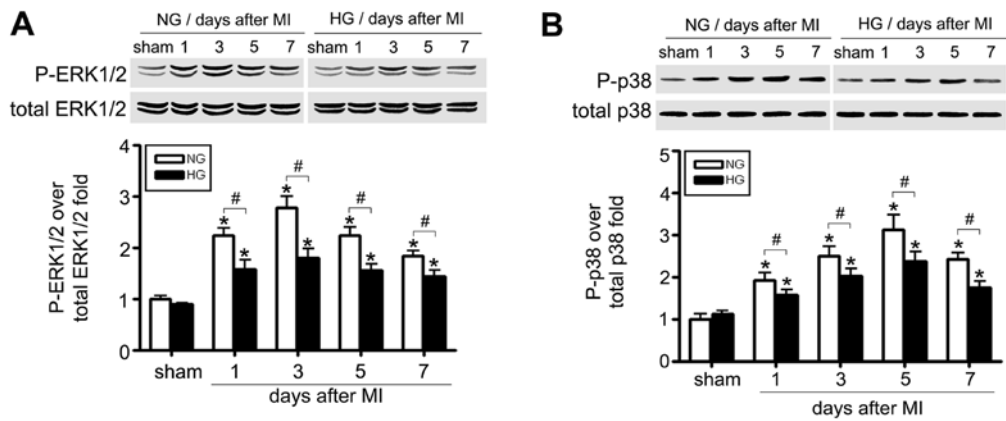 A
NG / days after MI HG / days after MI
sham 1 3 5 7 sham 1 3 5 7
P-ERK1/2
total ERK1/2
P-ERK1/2 over
total ERK1/2 fold
4
3
2
1
0
NG
HG
# # # #
* * * * * * * *
sham 1 3 5 7
days after MI
B
NG / days after MI HG / days after MI
sham 1 3 5 7 sham 1 3 5 7
P-p38
total p38
P-p38 over
total p38 fold
5
4
3
2
1
0
NG
HG
# # # #
* * * * * * * *
sham 1 3 5 7
days after MI